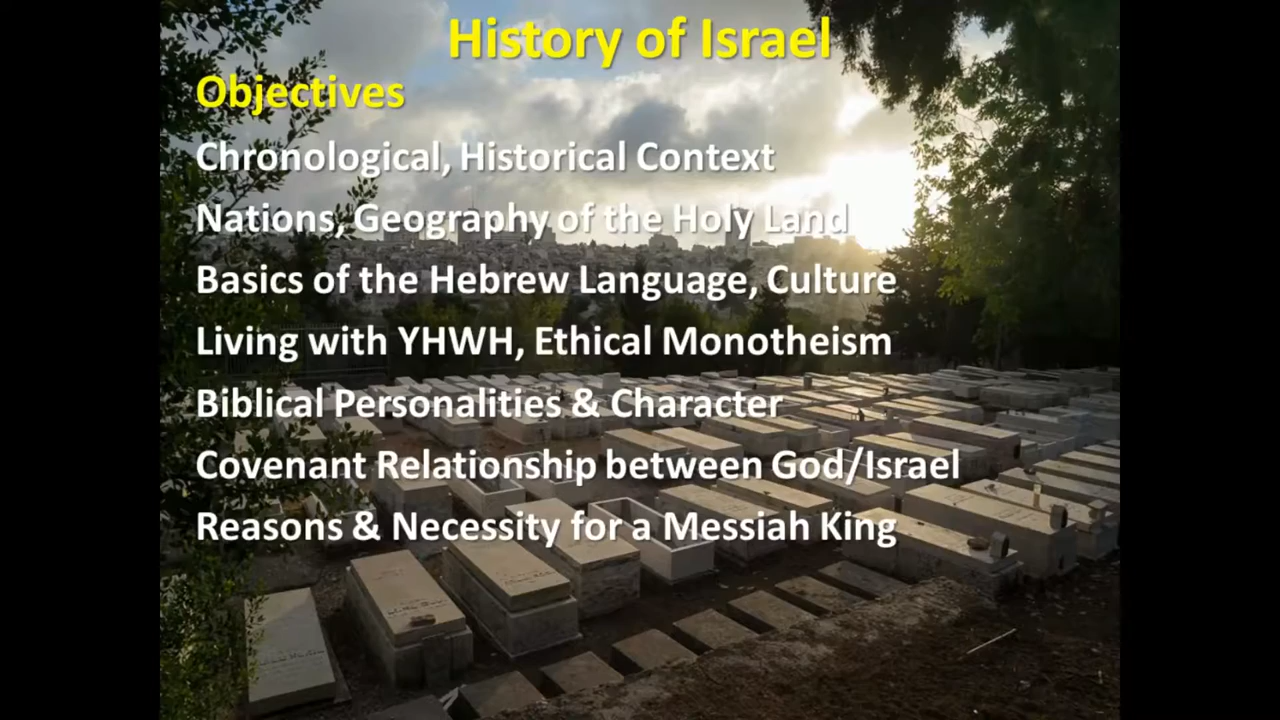 History of Israel
Objectives
Chronological, Historical Context
Nations, Geography of the Holy Land
Basics of the Hebrew Language, Culture
Living with YHWH, Ethical Monotheism
Biblical Personalities & Character
Covenant Relationship between God/Israel
Reasons & Necessity for a Messiah King